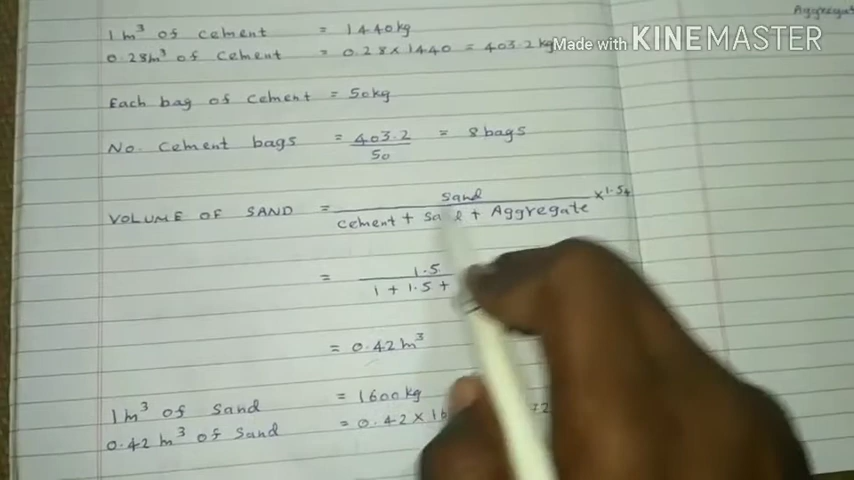 Made with KINEMASTER
1m³ of cement = 1440kg
0.28m³ of cement = 0.28×1440 = 403.2 kg
Each bag of cement = 50kg
No. cement bags = 403.2 / 50 = 8 bags
VOLUME OF SAND = sand / cement + sand + Aggregate × 1.54
= 1.5 / 1 + 1.5 +
= 0.42 m³
1m³ of sand = 1600kg
0.42 m³ of sand = 0.42 × 16